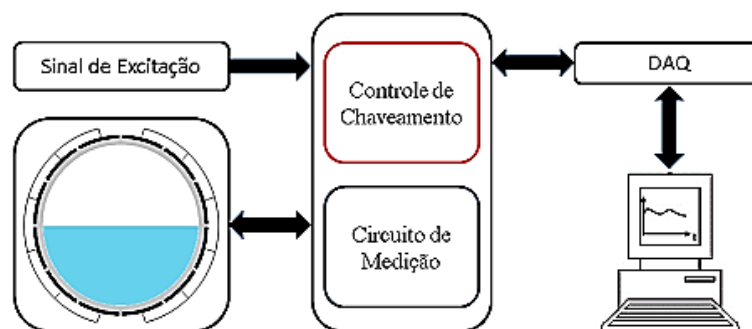 Sinal de Excitação
Controle de
Chaveamento
DAQ
Circuito de
Medição
t